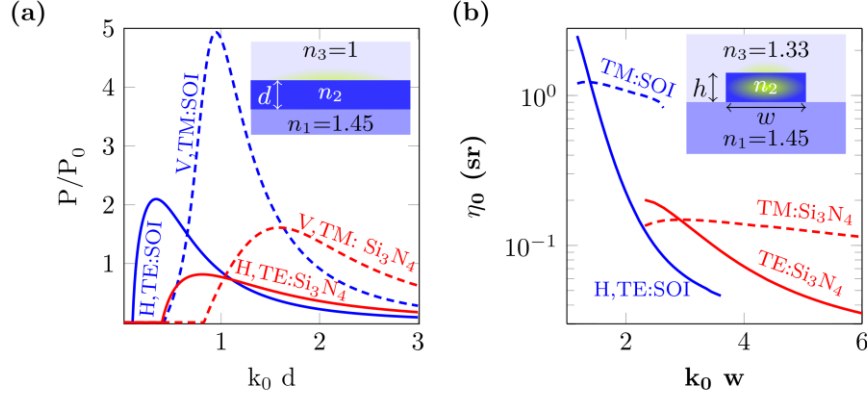 (a)
P/P₀
5
4
3
2
1
1
2
3
k₀ d
n₃=1
d
n₂
n₁=1.45
V,TM:SOI
H,TE:SOI
V,TM: Si₃N₄
H,TE:Si₃N₄
(b)
η₀ (sr)
10⁰
10⁻¹
2
4
6
k₀ w
n₃=1.33
h
n₂
w
n₁=1.45
TM:SOI
H,TE:SOI
TM:Si₃N₄
TE:Si₃N₄